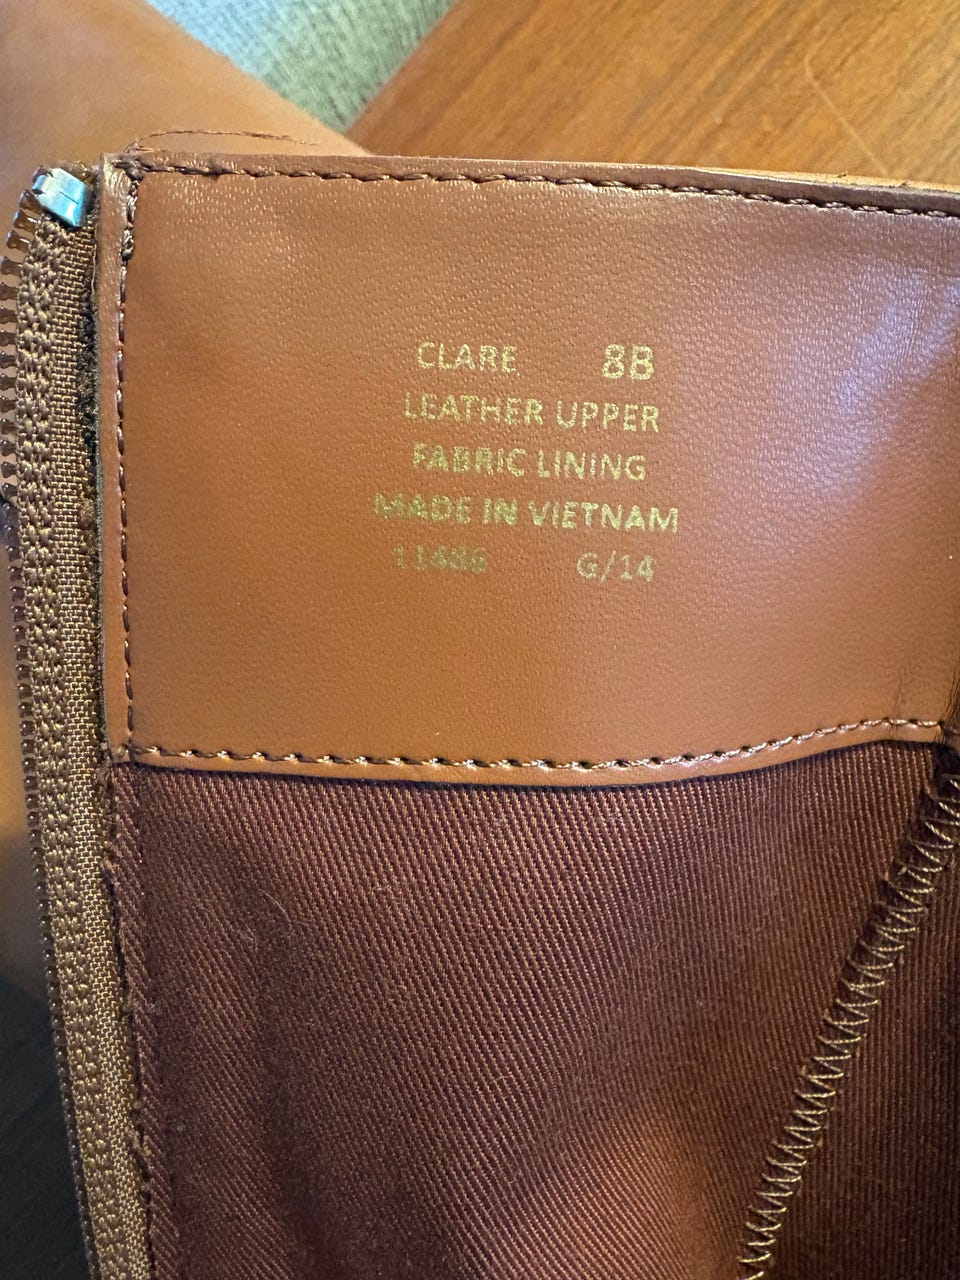 CLARE 8B
LEATHER UPPER
FABRIC LINING
MADE IN VIETNAM
11486 G/14